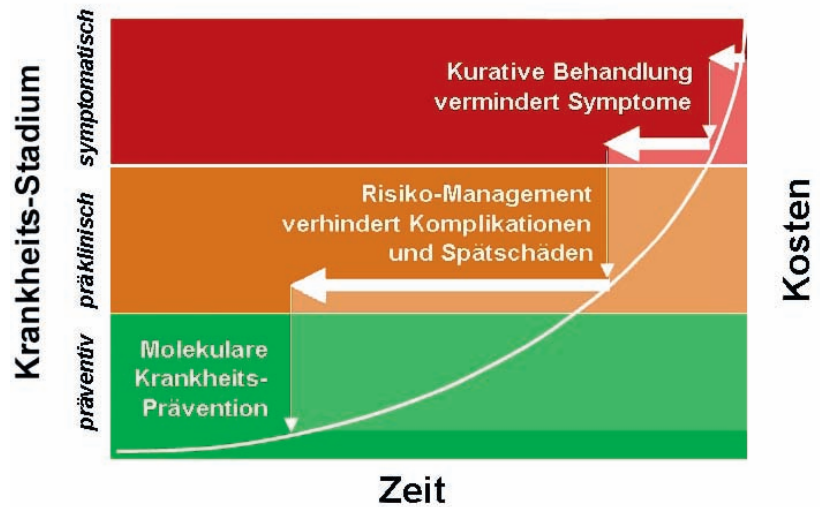 Krankheits-Stadium
symptomatisch
präklinisch
präventiv
Kurative Behandlung
vermindert Symptome
Risiko-Management
verhindert Komplikationen
und Spätschäden
Molekulare
Krankheits-
Prävention
Kosten
Zeit